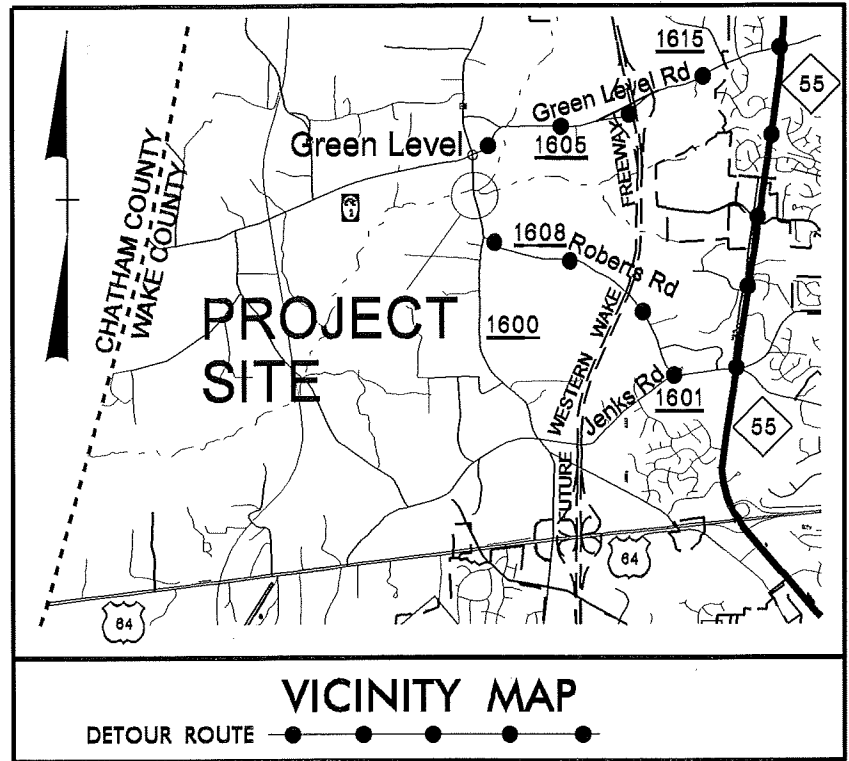 1615
55
Green Level Rd
Green Level
1605
FREEWAY
CHATHAM COUNTY
WAKE COUNTY
1608
Roberts Rd
PROJECT
SITE
1600
WAKE
WESTERN
Jenks Rd
1601
55
FUTURE
64
64
VICINITY MAP
DETOUR ROUTE